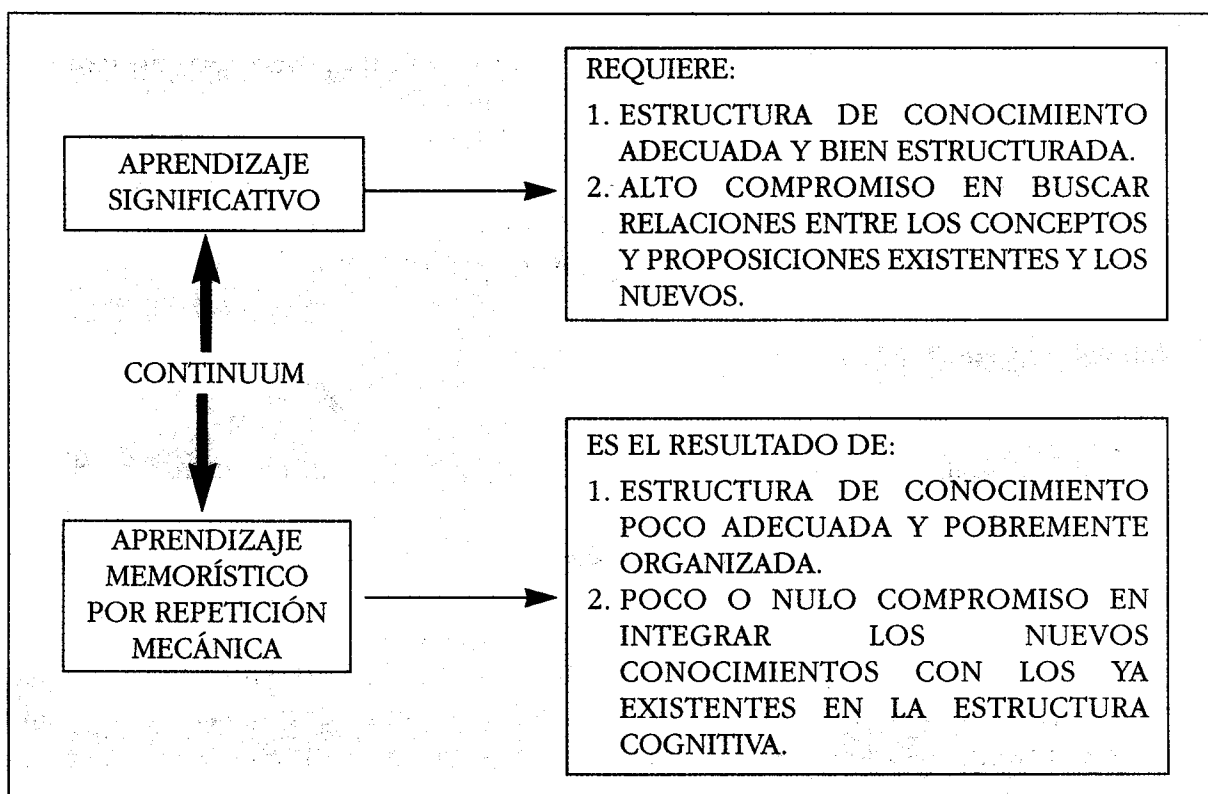 APRENDIZAJE
SIGNIFICATIVO
REQUIERE:
1. ESTRUCTURA DE CONOCIMIENTO
ADECUADA Y BIEN ESTRUCTURADA.
2. ALTO COMPROMISO EN BUSCAR
RELACIONES ENTRE LOS CONCEPTOS
Y PROPOSICIONES EXISTENTES Y LOS
NUEVOS.
CONTINUUM
APRENDIZAJE
MEMORÍSTICO
POR REPETICIÓN
MECÁNICA
ES EL RESULTADO DE:
1. ESTRUCTURA DE CONOCIMIENTO
POCO ADECUADA Y POBREMENTE
ORGANIZADA.
2. POCO O NULO COMPROMISO EN
INTEGRAR LOS NUEVOS
CONOCIMIENTOS CON LOS YA
EXISTENTES EN LA ESTRUCTURA
COGNITIVA.